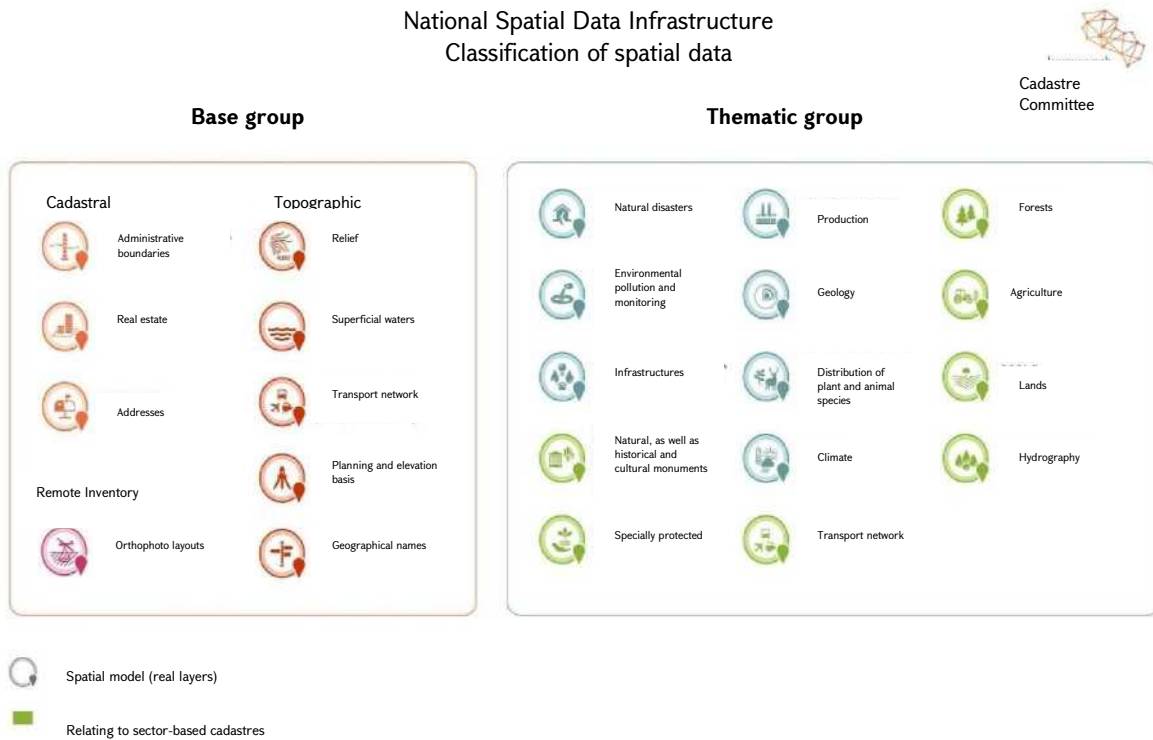 National Spatial Data Infrastructure
Classification of spatial data
Cadastre
Committee
Base group
Thematic group
Cadastral
Topographic
Administrative
boundaries
Relief
Real estate
Superficial waters
Addresses
Transport network
Planning and elevation
basis
Remote Inventory
Orthophoto layouts
Geographical names
Natural disasters
Production
Forests
Environmental
pollution and
monitoring
Geology
Agriculture
Infrastructures
Distribution of
plant and animal
species
Lands
Natural, as well as
historical and
cultural monuments
Climate
Hydrography
Specially protected
Transport network
Spatial model (real layers)
Relating to sector-based cadastres